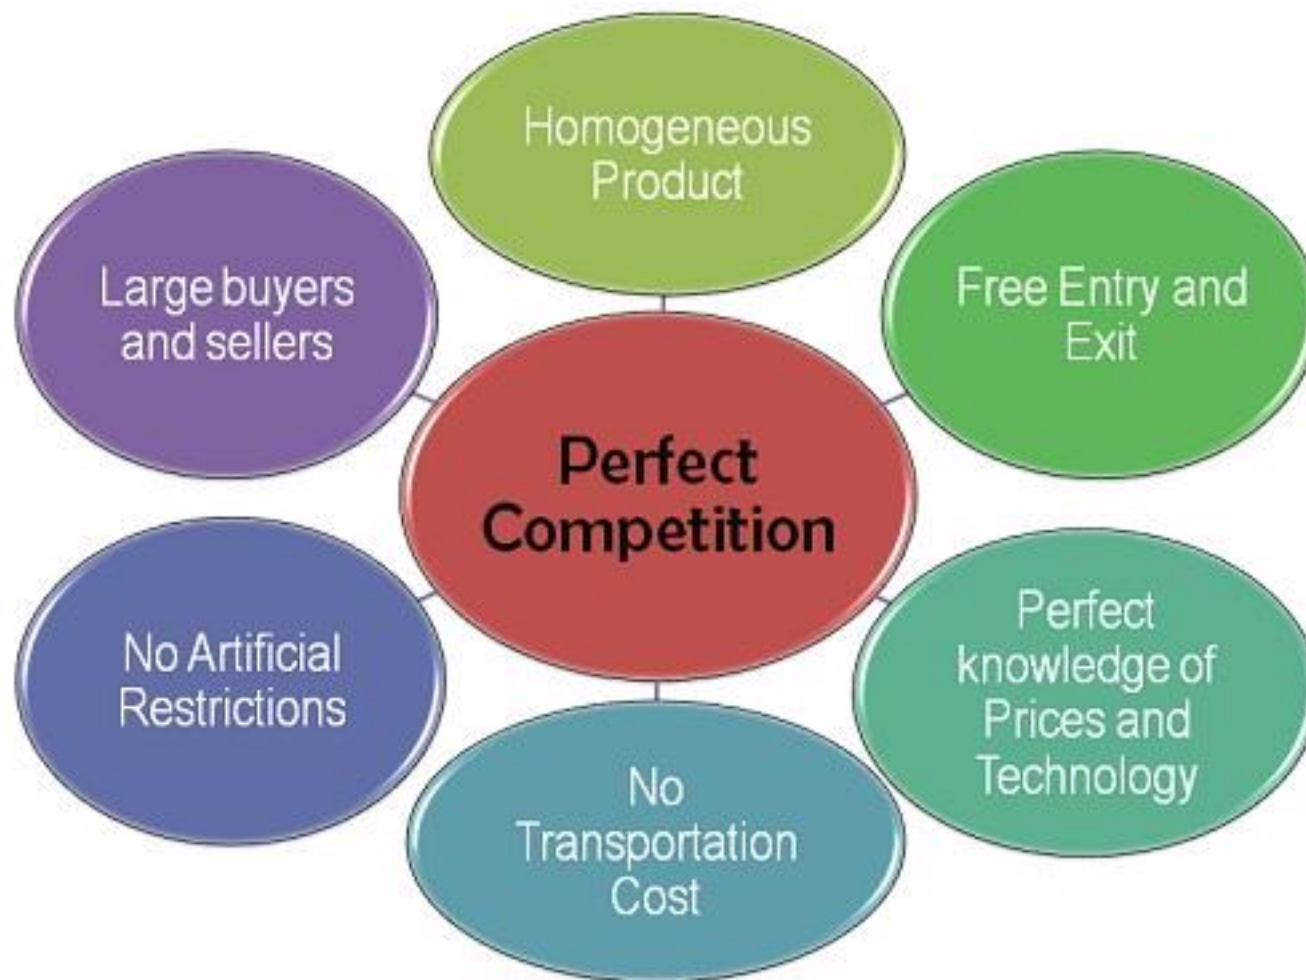 Homogeneous
Product
Large buyers
and sellers
Free Entry and
Exit
Perfect
Competition
No Artificial
Restrictions
Perfect
knowledge of
Prices and
Technology
No
Transportation
Cost